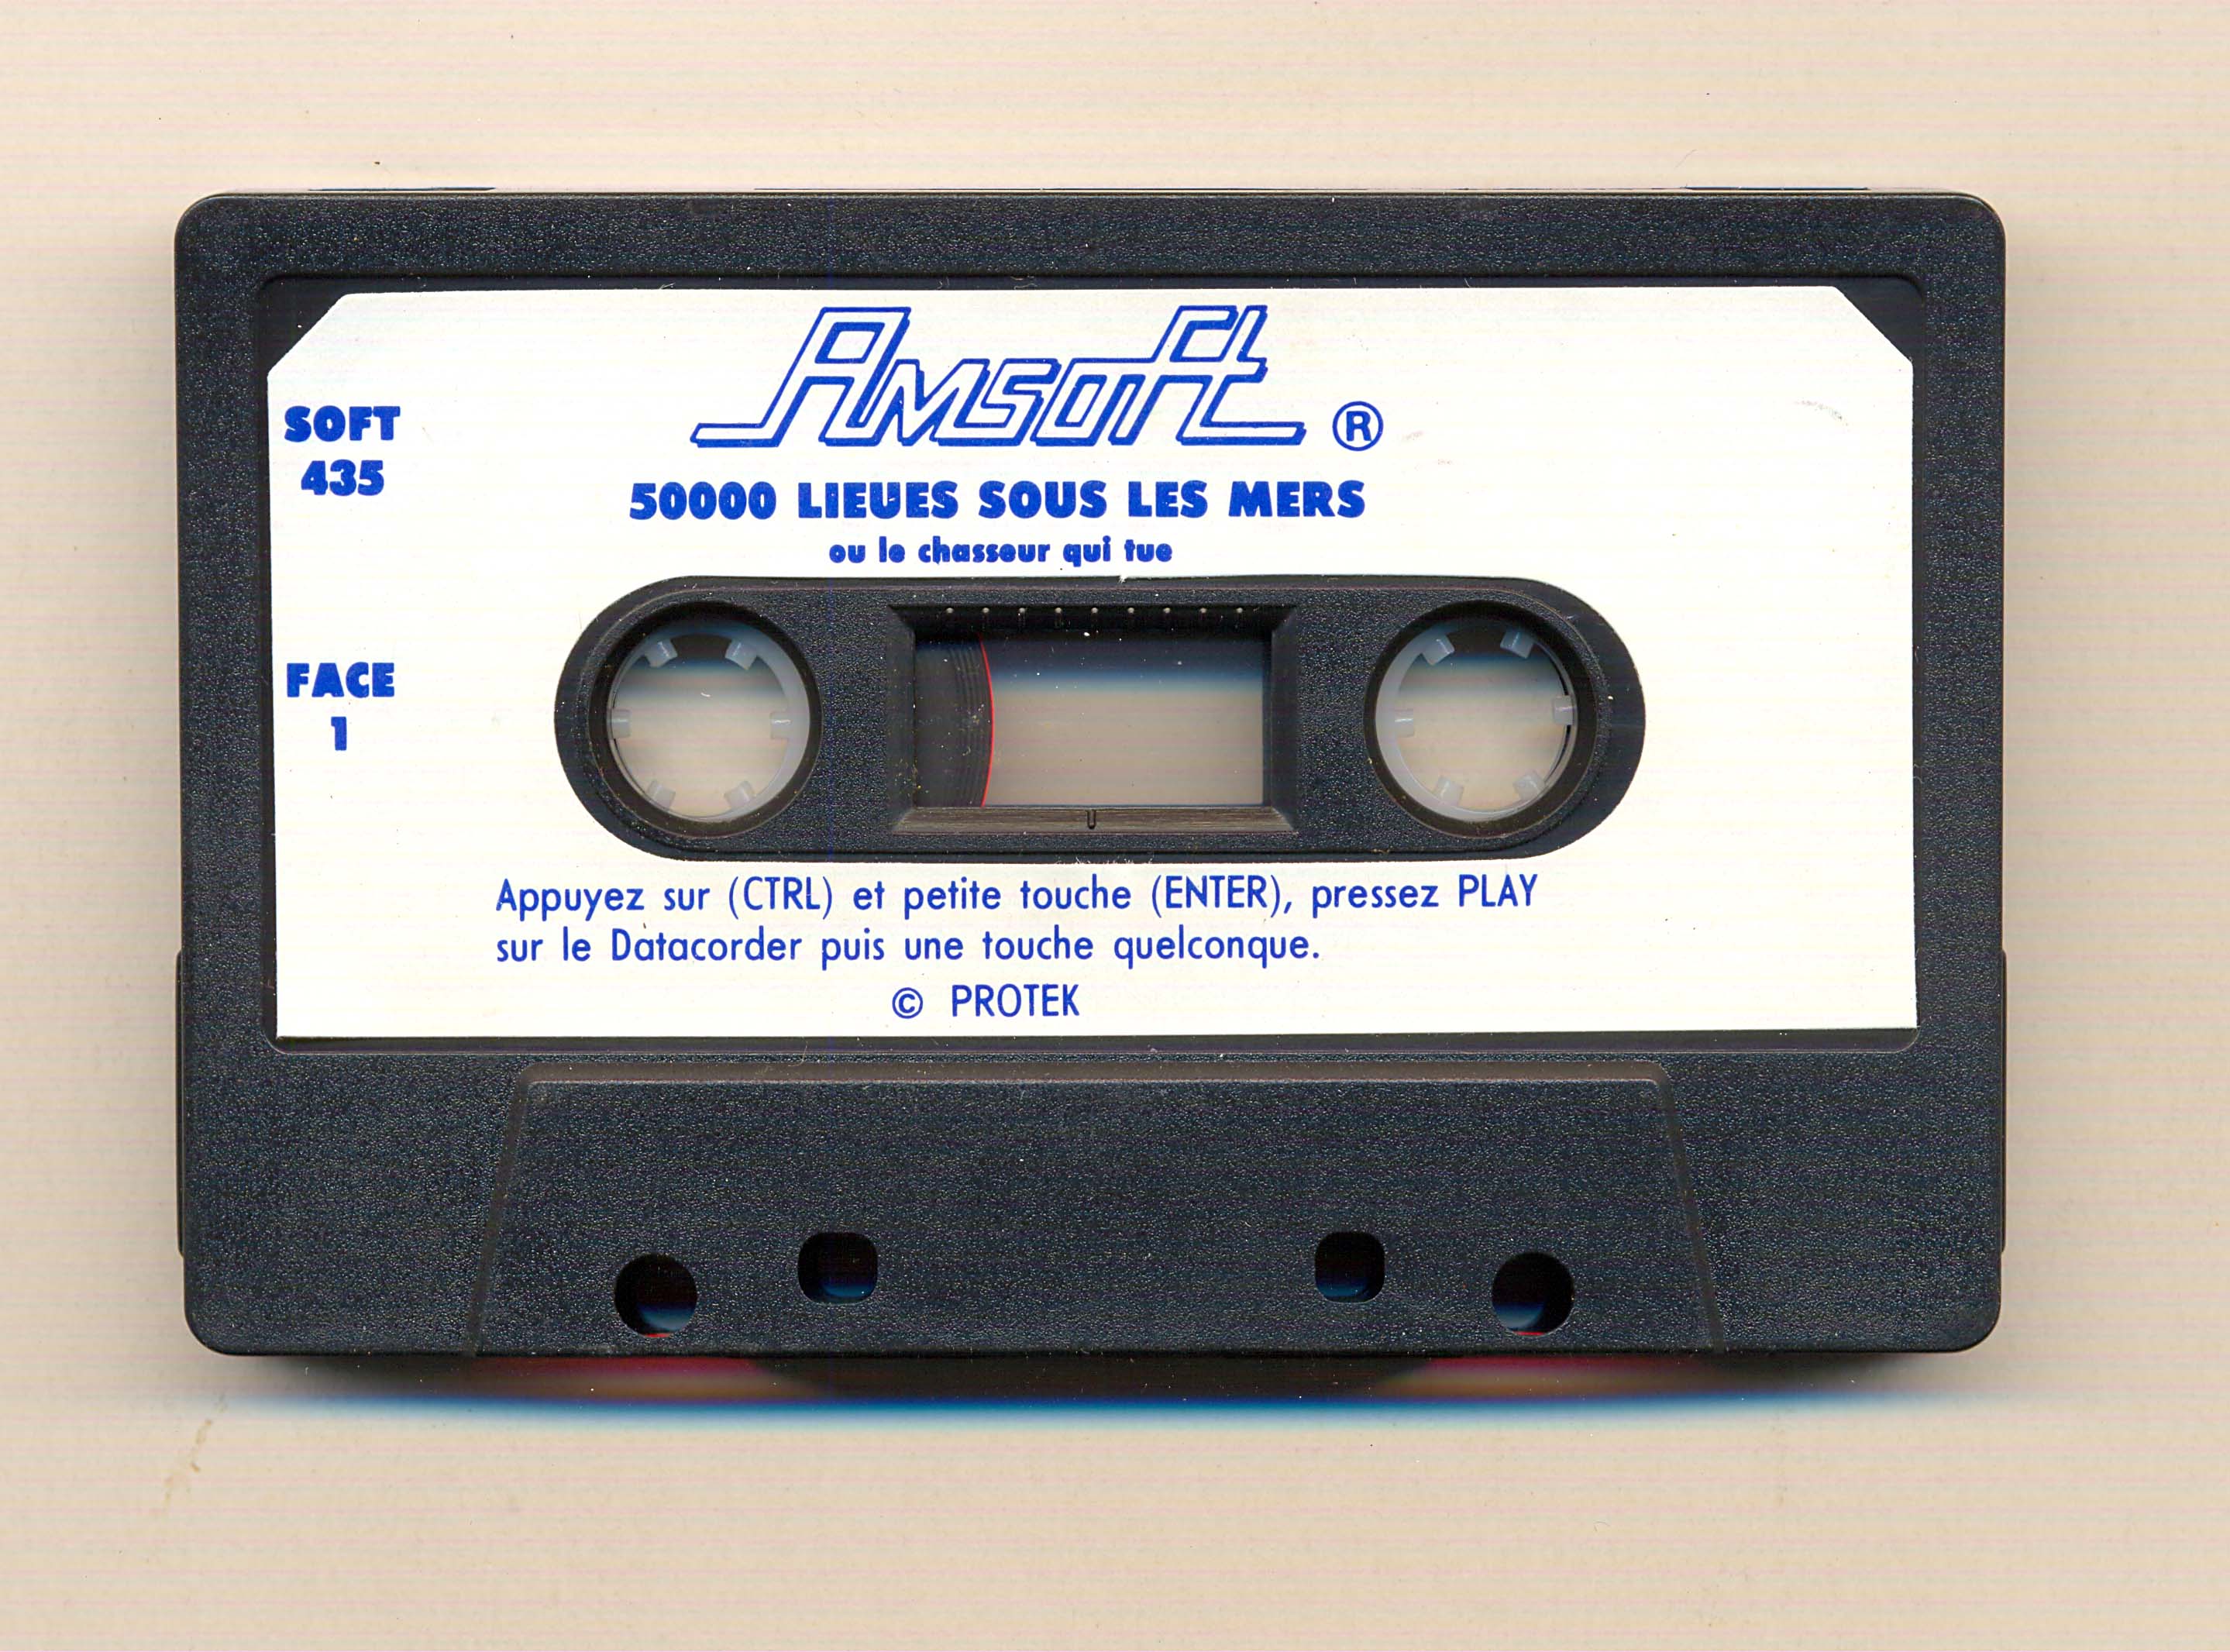 Amsoft ®
SOFT
435
50000 LIEUES SOUS LES MERS
ou le chasseur qui tue
FACE
1
Appuyez sur (CTRL) et petite touche (ENTER), pressez PLAY
sur le Datacorder puis une touche quelconque.
© PROTEK